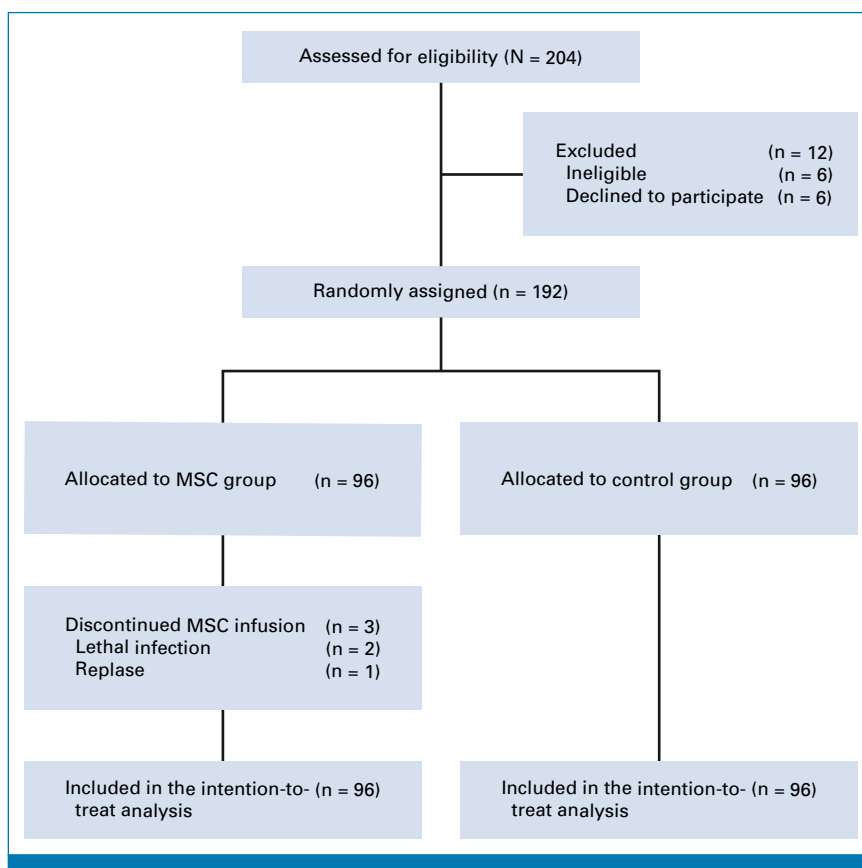 Assessed for eligibility (N = 204)
Excluded (n = 12)
Ineligible (n = 6)
Declined to participate (n = 6)
Randomly assigned (n = 192)
Allocated to MSC group (n = 96)
Allocated to control group (n = 96)
Discontinued MSC infusion (n = 3)
Lethal infection (n = 2)
Replase (n = 1)
Included in the intention-to- (n = 96)
treat analysis
Included in the intention-to- (n = 96)
treat analysis